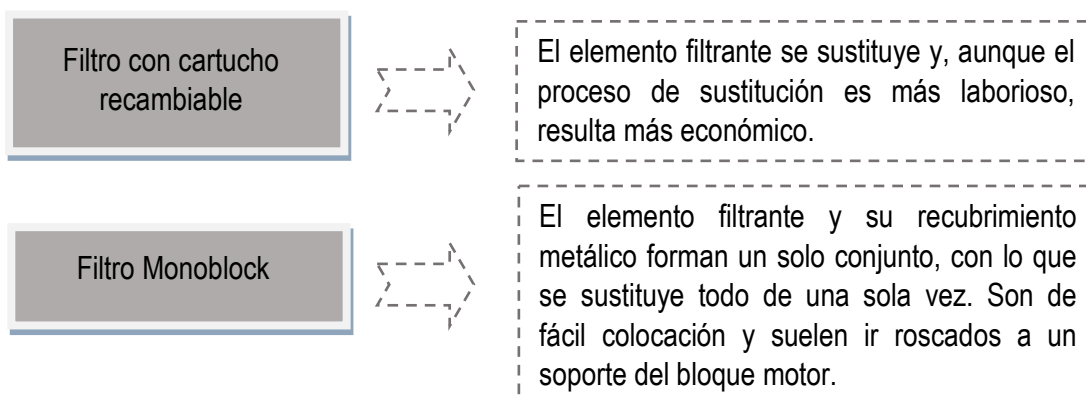 Filtro con cartucho
recambiable
El elemento filtrante se sustituye y, aunque el
proceso de sustitución es más laborioso,
resulta más económico.
Filtro Monoblock
El elemento filtrante y su recubrimiento
metálico forman un solo conjunto, con lo que
se sustituye todo de una sola vez. Son de
fácil colocación y suelen ir roscados a un
soporte del bloque motor.